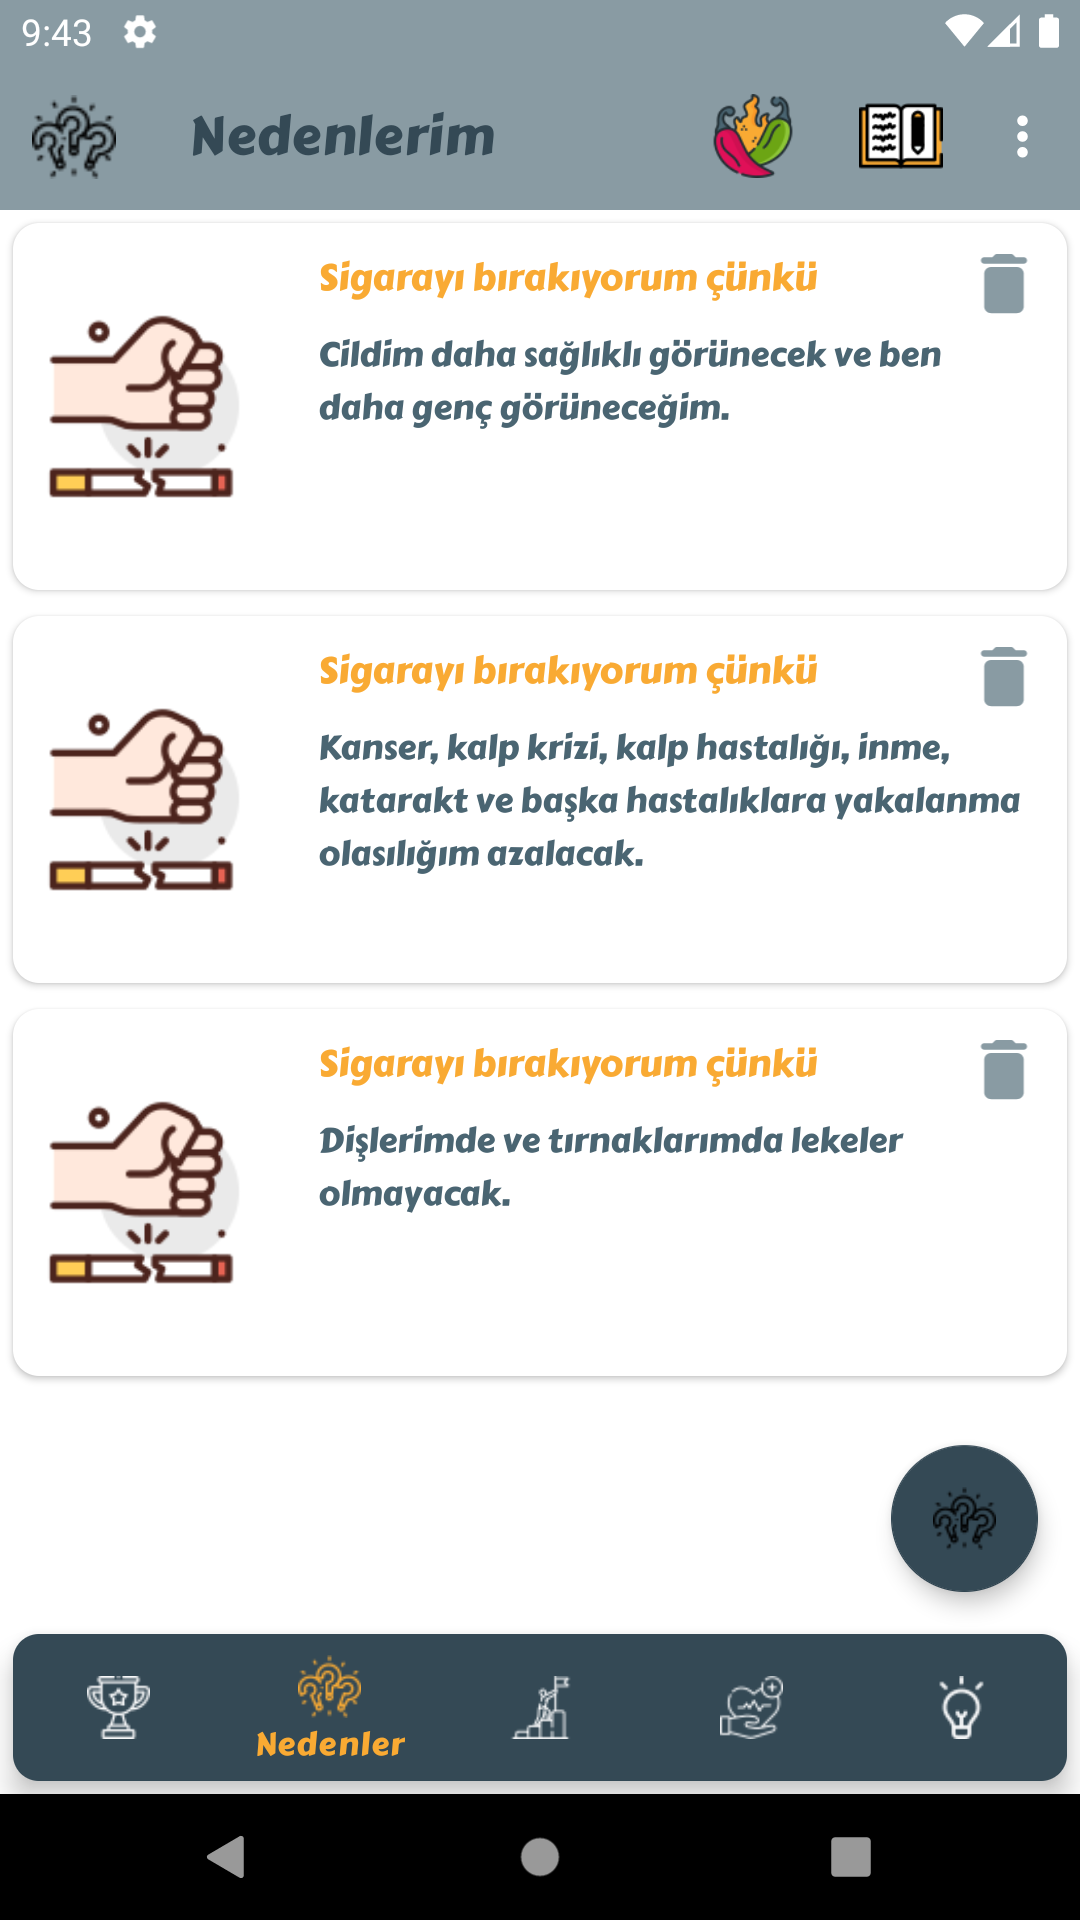 9:43
Nedenlerim
Sigarayı bırakıyorum çünkü
Cildim daha sağlıklı görünecek ve ben
daha genç görüneceğim.
Sigarayı bırakıyorum çünkü
Kanser, kalp krizi, kalp hastalığı, inme,
katarakt ve başka hastalıklara yakalanma
olasılığım azalacak.
Sigarayı bırakıyorum çünkü
Dişlerimde ve tırnaklarımda lekeler
olmayacak.
Nedenler